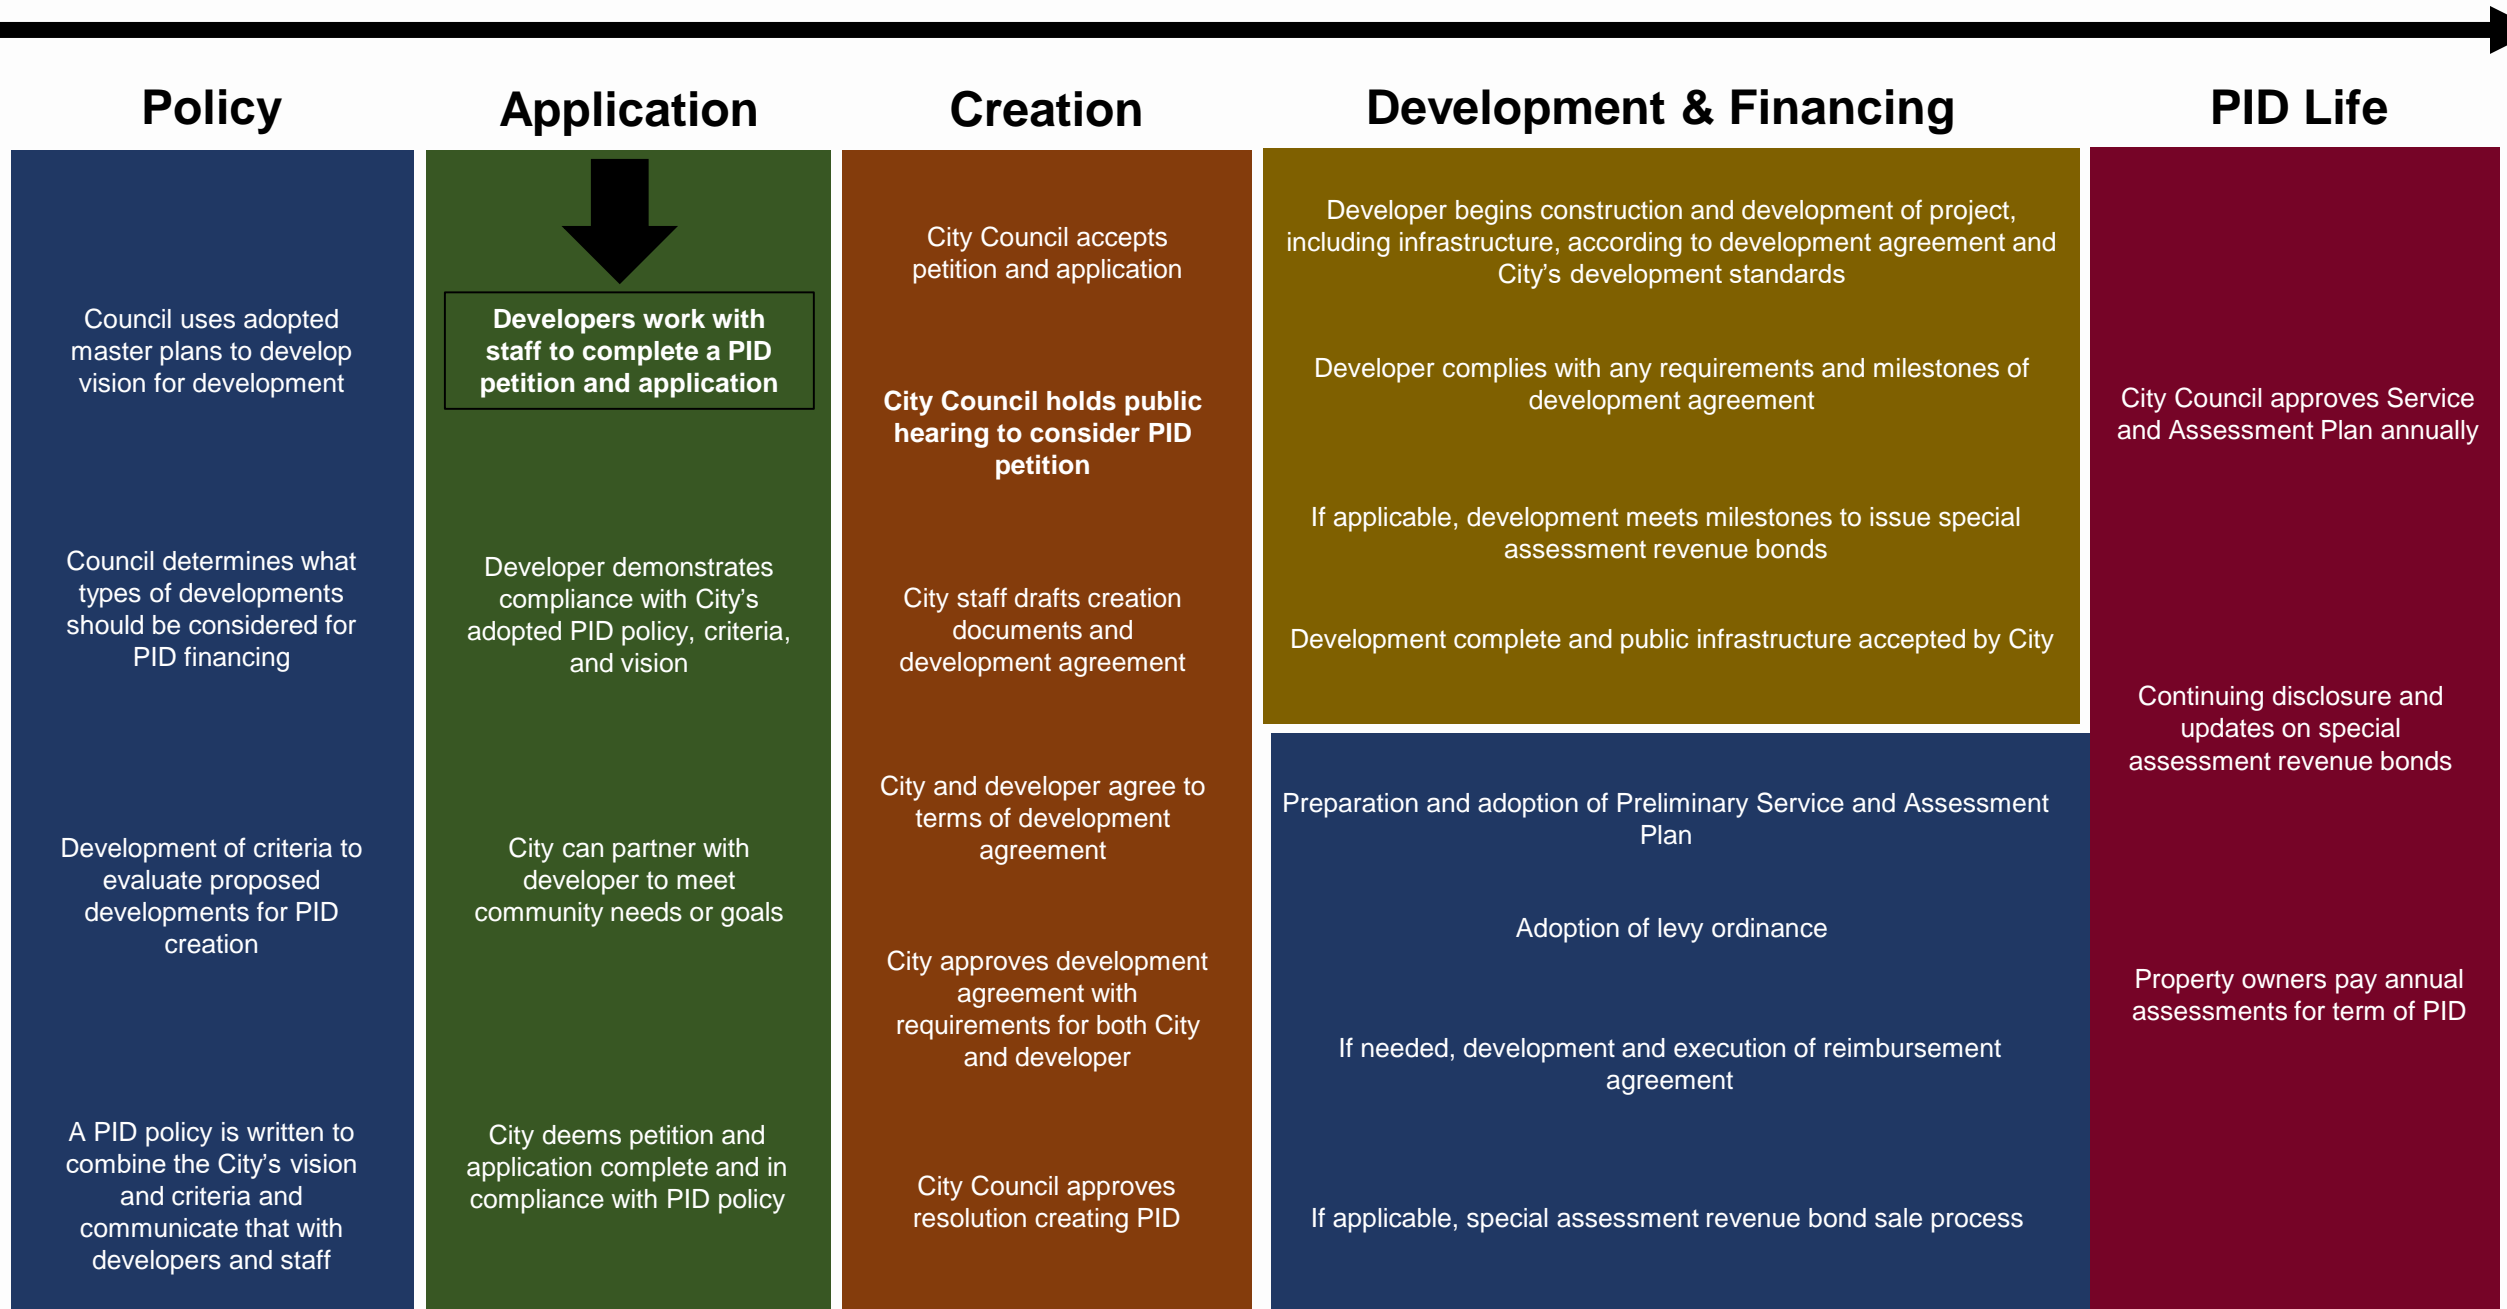 Policy
Application
Creation
Development & Financing
PID Life
Council uses adopted
master plans to develop
vision for development
Council determines what
types of developments
should be considered for
PID financing
Development of criteria to
evaluate proposed
developments for PID
creation
A PID policy is written to
combine the City’s vision
and criteria and
communicate that with
developers and staff
Developers work with
staff to complete a PID
petition and application
Developer demonstrates
compliance with City’s
adopted PID policy, criteria,
and vision
City can partner with
developer to meet
community needs or goals
City deems petition and
application complete and in
compliance with PID policy
City Council accepts
petition and application
City Council holds public
hearing to consider PID
petition
City staff drafts creation
documents and
development agreement
City and developer agree to
terms of development
agreement
City approves development
agreement with
requirements for both City
and developer
City Council approves
resolution creating PID
Developer begins construction and development of project,
including infrastructure, according to development agreement and
City’s development standards
Developer complies with any requirements and milestones of
development agreement
If applicable, development meets milestones to issue special
assessment revenue bonds
Development complete and public infrastructure accepted by City
Preparation and adoption of Preliminary Service and Assessment
Plan
Adoption of levy ordinance
If needed, development and execution of reimbursement
agreement
If applicable, special assessment revenue bond sale process
City Council approves Service
and Assessment Plan annually
Continuing disclosure and
updates on special
assessment revenue bonds
Property owners pay annual
assessments for term of PID